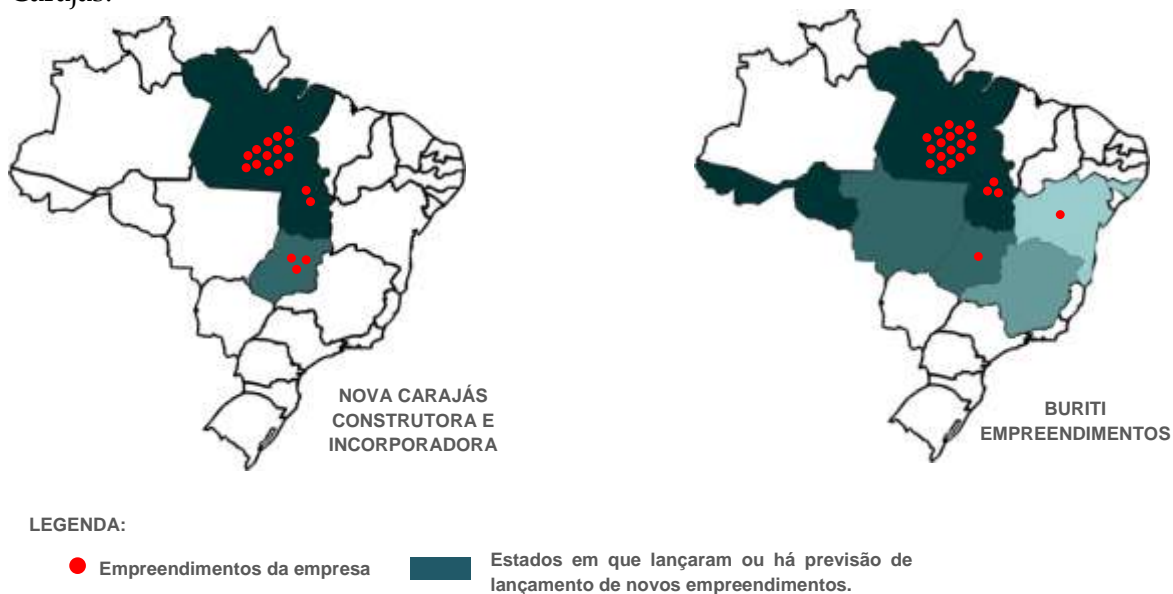 Carajás.
NOVA CARAJÁS
CONSTRUTORA E
INCORPORADORA
BURITI
EMPREENDIMENTOS
LEGENDA:
Empreendimentos da empresa
Estados em que lançaram ou há previsão de
lançamento de novos empreendimentos.